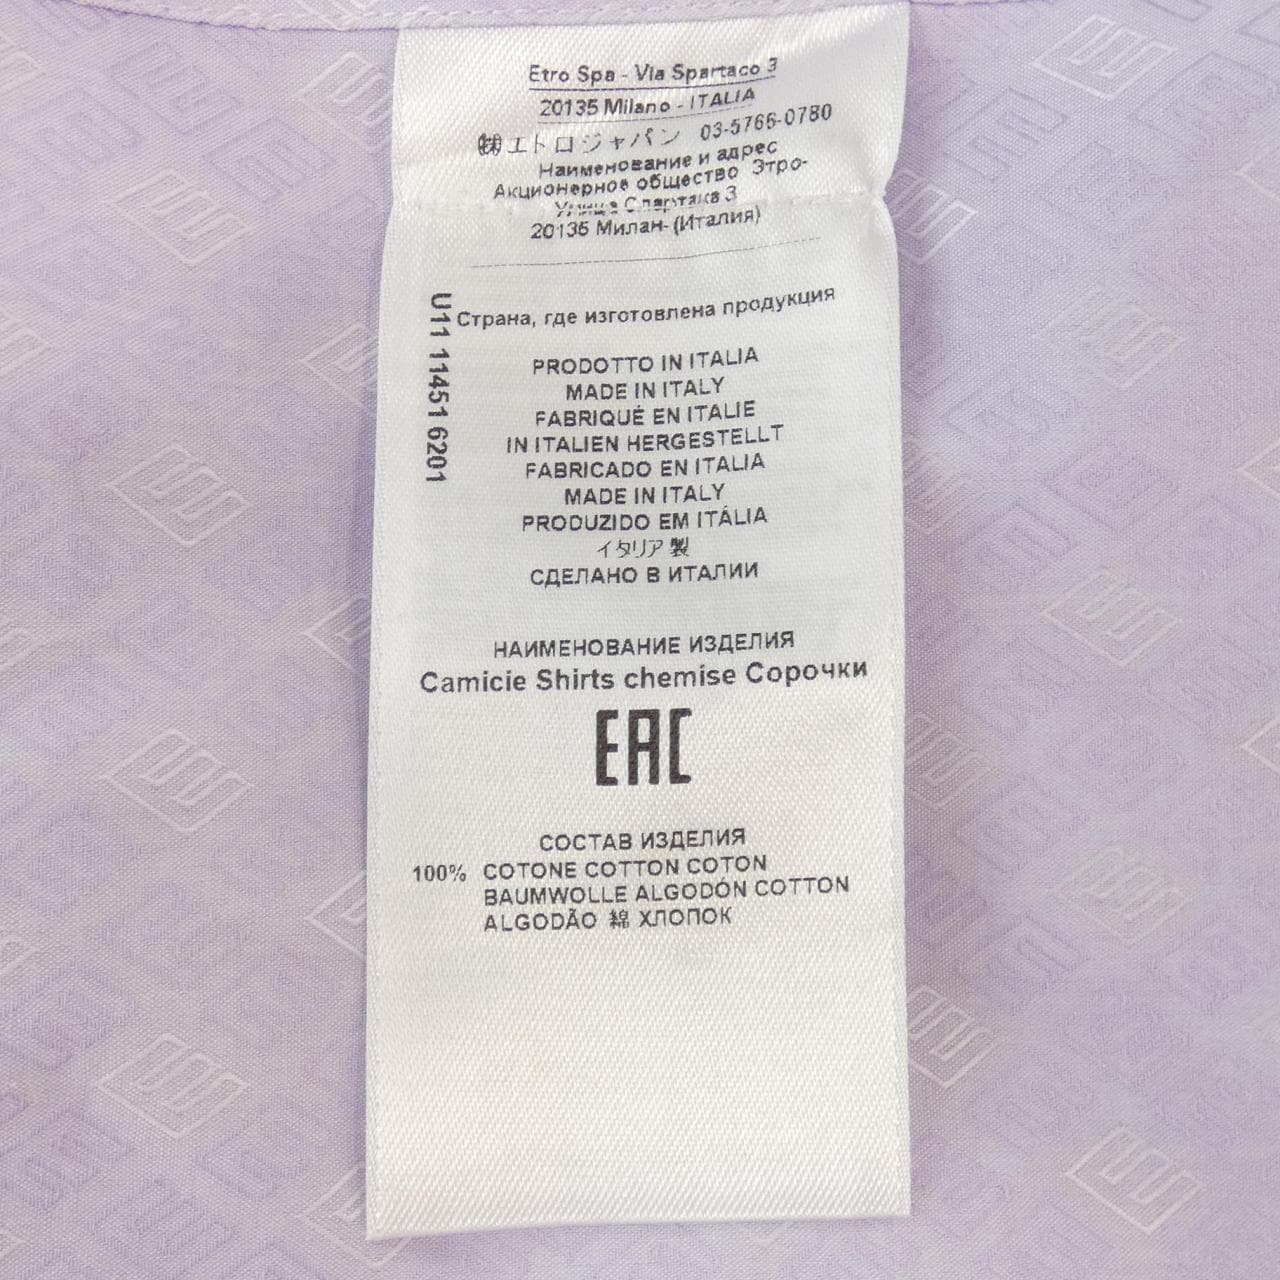 Etro Spa - Via Spartaco 3
20135 Milano - ITALIA
㈱エトロジャパン 03-5766-0780
Наименование и адрес
Акционерное общество Этро-
Улица Спартака 3
20135 Милан- (Италия)
U11 11451 6201
Страна, где изготовлена продукция
PRODOTTO IN ITALIA
MADE IN ITALY
FABRIQUÉ EN ITALIE
IN ITALIEN HERGESTELLT
FABRICADO EN ITALIA
MADE IN ITALY
PRODUZIDO EM ITÁLIA
イタリア製
СДЕЛАНО В ИТАЛИИ
НАИМЕНОВАНИЕ ИЗДЕЛИЯ
Camicie Shirts chemise Сорочки
EAC
СОСТАВ ИЗДЕЛИЯ
100% COTONE COTTON COTON
BAUMWOLLE ALGODÓN COTTON
ALGODÃO 綿 ХЛОПОК